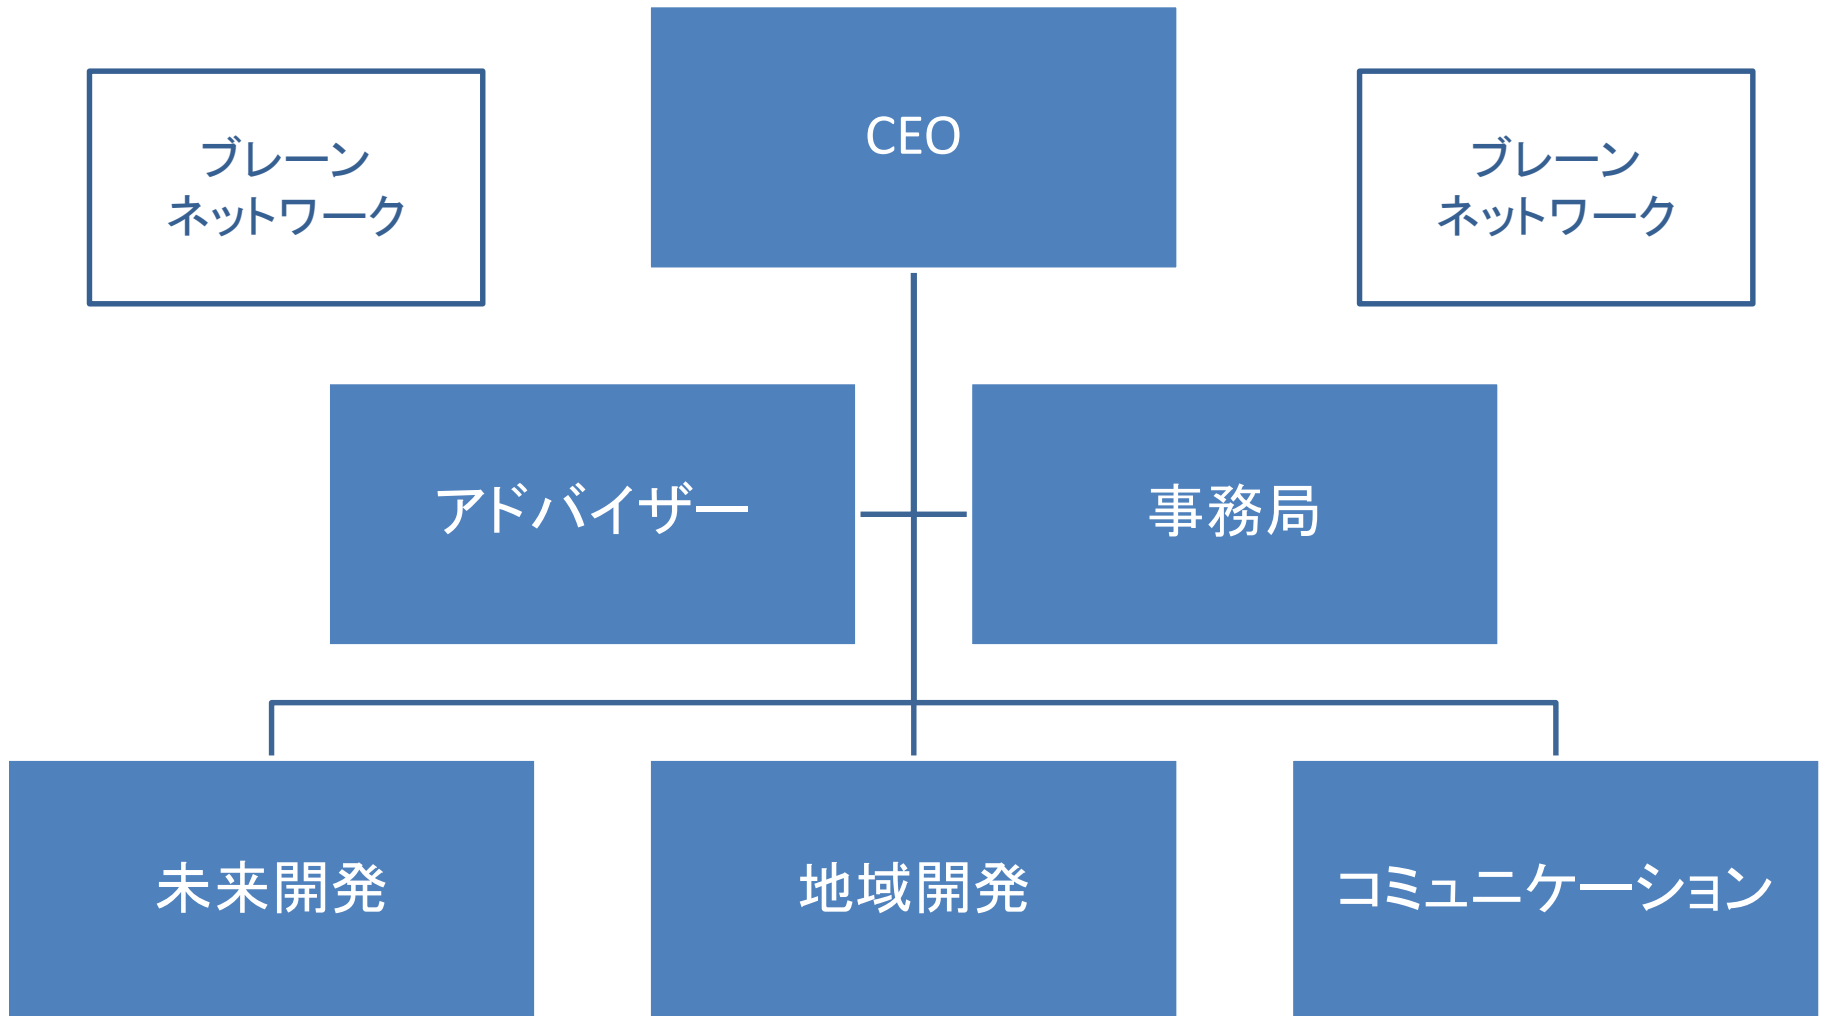 CEO
ブレーン
ネットワーク
ブレーン
ネットワーク
アドバイザー
事務局
未来開発
地域開発
コミュニケーション